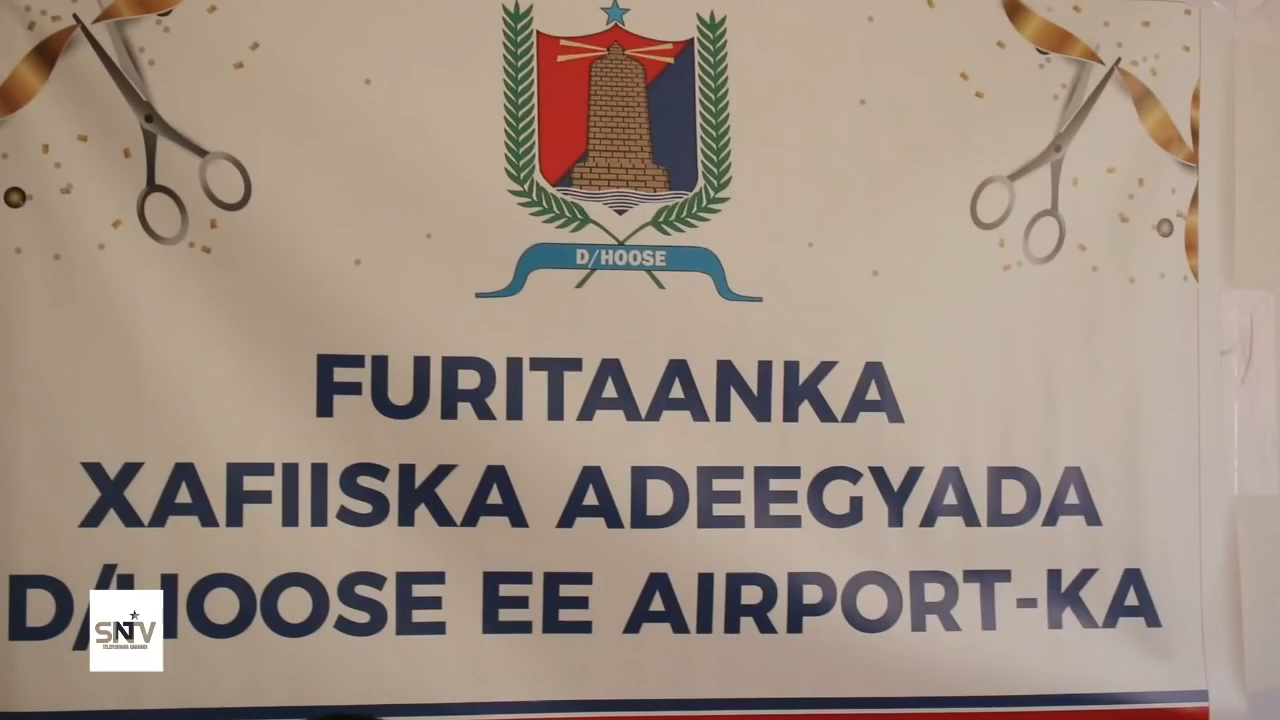 D/HOOSE
FURITAANKA
XAFIISKA ADEEGYADA
D/HOOSE EE AIRPORT-KA
SNTV